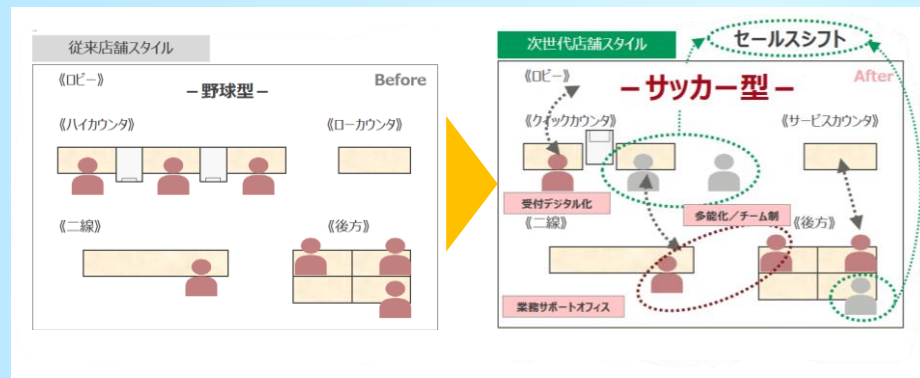 従来店舗スタイル
《ロビー》
Before
－野球型－
《ハイカウンタ》
《ローカウンタ》
《二線》
《後方》
次世代店舗スタイル
セールスシフト
《ロビー》
After
－サッカー型－
《クイックカウンタ》
《サービスカウンタ》
受付デジタル化
多能化／チーム制
《二線》
《後方》
業務サポートオフィス